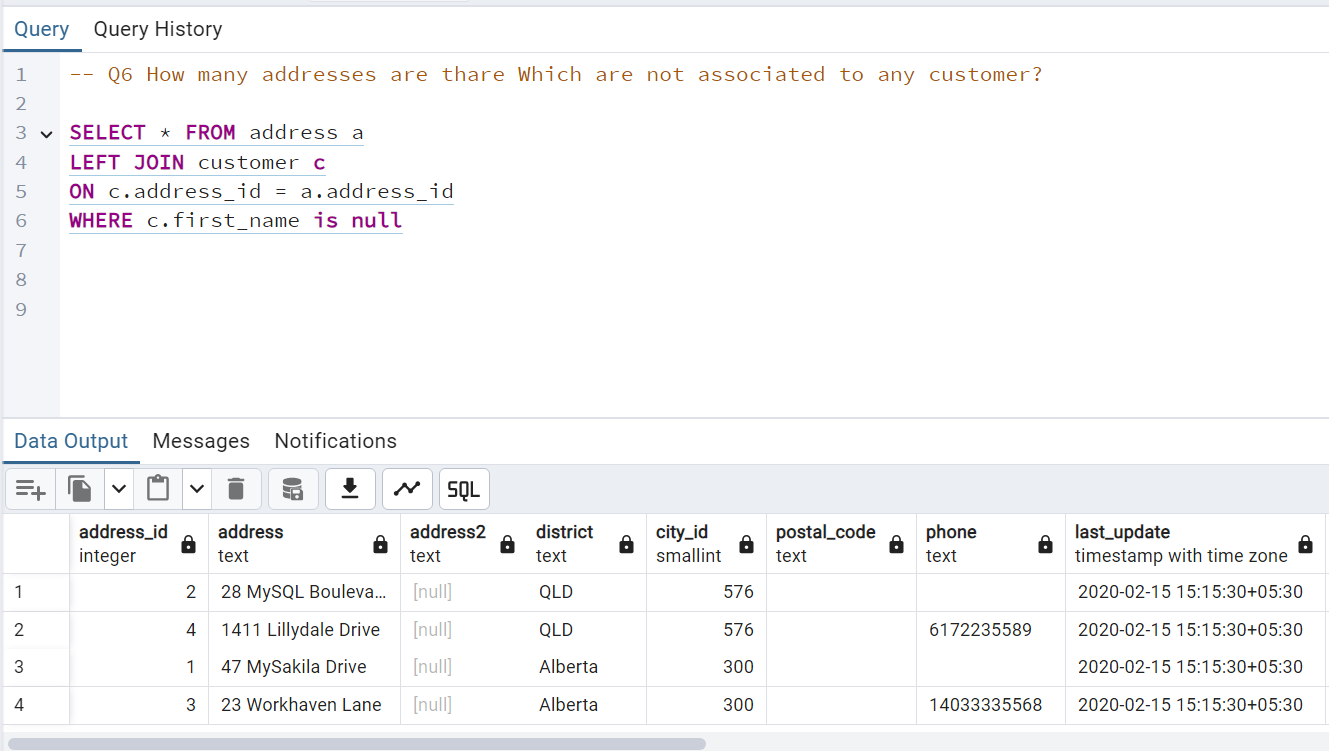 Query Query History
1 -- Q6 How many addresses are thare Which are not associated to any customer?
2
3 SELECT * FROM address a
4 LEFT JOIN customer c
5 ON c.address_id = a.address_id
6 WHERE c.first_name is null
7
8
9
Data Output Messages Notifications
SQL
address_id address address2 district city_id postal_code phone last_update
integer text text text smallint text text timestamp with time zone
1 2 28 MySQL Bouleva... [null] QLD 576 2020-02-15 15:15:30+05:30
2 4 1411 Lillydale Drive [null] QLD 576 6172235589 2020-02-15 15:15:30+05:30
3 1 47 MySakila Drive [null] Alberta 300 2020-02-15 15:15:30+05:30
4 3 23 Workhaven Lane [null] Alberta 300 14033335568 2020-02-15 15:15:30+05:30